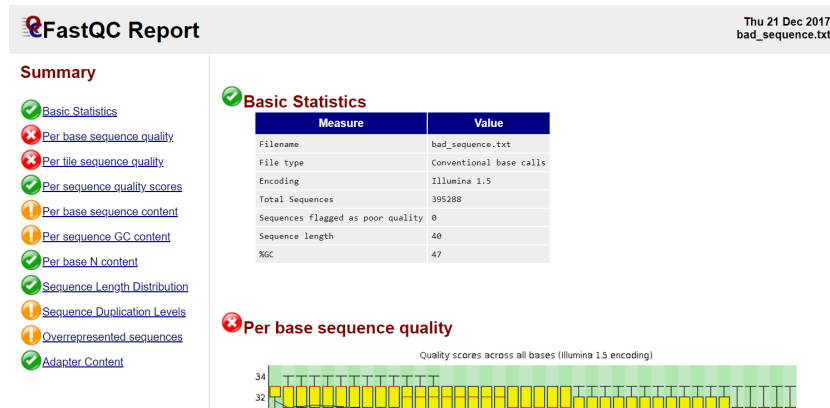 FastQC Report
Thu 21 Dec 2017
bad_sequence.txt
Summary
Basic Statistics
Per base sequence quality
Per tile sequence quality
Per sequence quality scores
Per base sequence content
Per sequence GC content
Per base N content
Sequence Length Distribution
Sequence Duplication Levels
Overrepresented sequences
Adapter Content
Basic Statistics
Measure Value
Filename bad_sequence.txt
File type Conventional base calls
Encoding Illumina 1.5
Total Sequences 395288
Sequences flagged as poor quality 0
Sequence length 40
%GC 47
Per base sequence quality
Quality scores across all bases (Illumina 1.5 encoding)
34
32